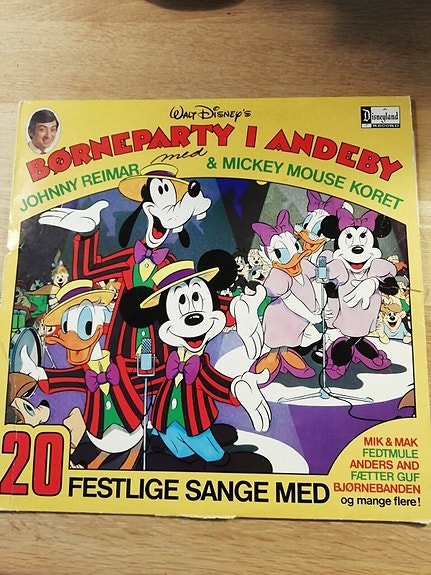 Walt Disney's
Disneyland
RECORD
BØRNEPARTY I ANDEBY
med
JOHNNY REIMAR & MICKEY MOUSE KORET
20 FESTLIGE SANGE MED
MIK & MAK
FEDTMULE
ANDERS AND
FÆTTER GUF
BJØRNEBANDEN
og mange flere!